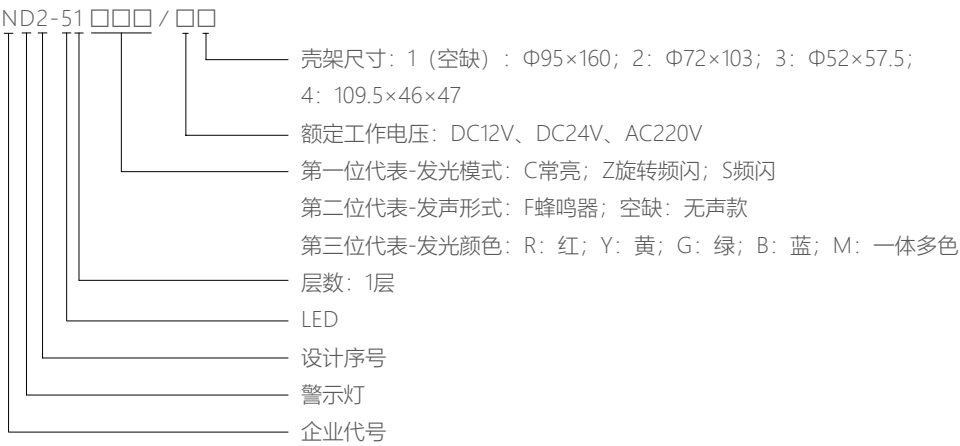 ND2-51 □□□ / □□
壳架尺寸：1（空缺）：Φ95×160；2：Φ72×103；3：Φ52×57.5；
4：109.5×46×47
额定工作电压：DC12V、DC24V、AC220V
第一位代表-发光模式：C常亮；Z旋转频闪；S频闪
第二位代表-发声形式：F蜂鸣器；空缺：无声款
第三位代表-发光颜色：R：红；Y：黄；G：绿；B：蓝；M：一体多色
层数：1层
LED
设计序号
警示灯
企业代号